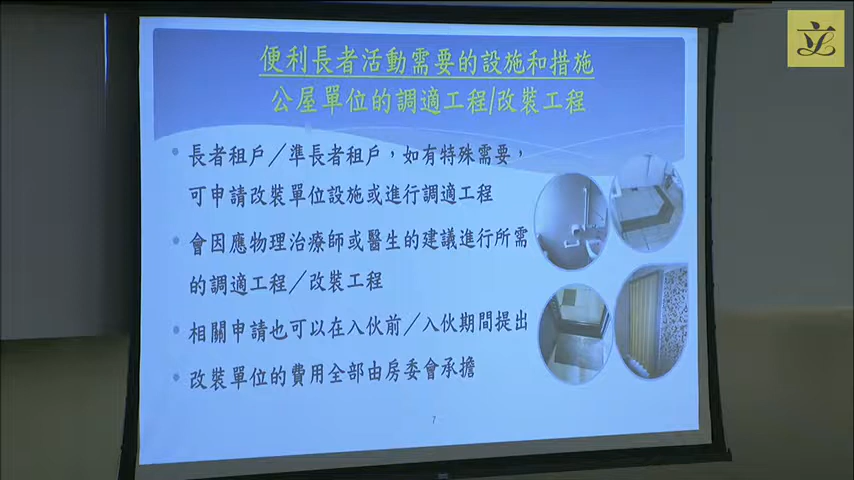 立
便利長者活動需要的設施和措施
公屋單位的調適工程/改裝工程
• 長者租戶／準長者租戶，如有特殊需要，
可申請改裝單位設施或進行調適工程
• 會因應物理治療師或醫生的建議進行所需
的調適工程／改裝工程
• 相關申請也可以在入伙前／入伙期間提出
• 改裝單位的費用全部由房委會承擔
7